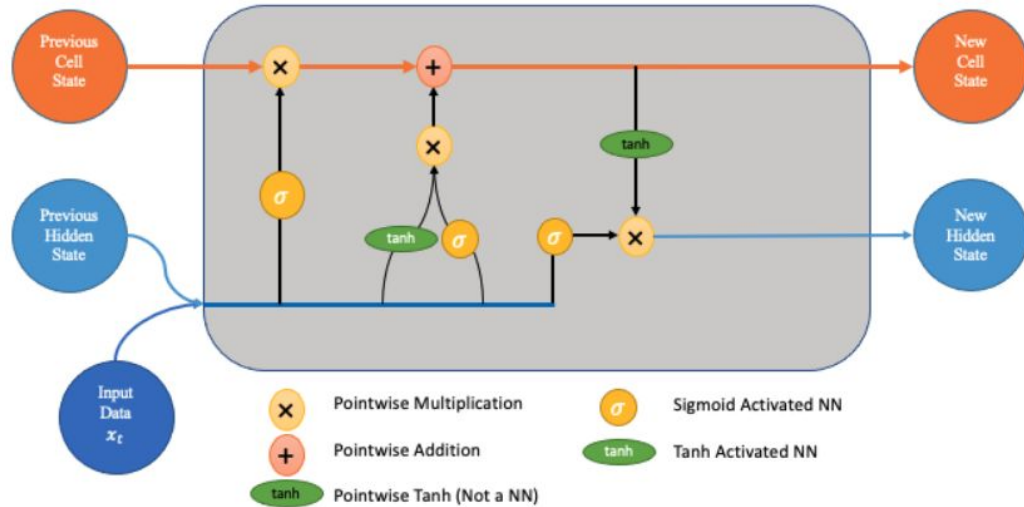 Previous
Cell
State
New
Cell
State
×
+
×
tanh
σ
Previous
Hidden
State
tanh
σ
σ
×
New
Hidden
State
Input
Data
xₜ
× Pointwise Multiplication
σ Sigmoid Activated NN
+ Pointwise Addition
tanh Tanh Activated NN
tanh Pointwise Tanh (Not a NN)